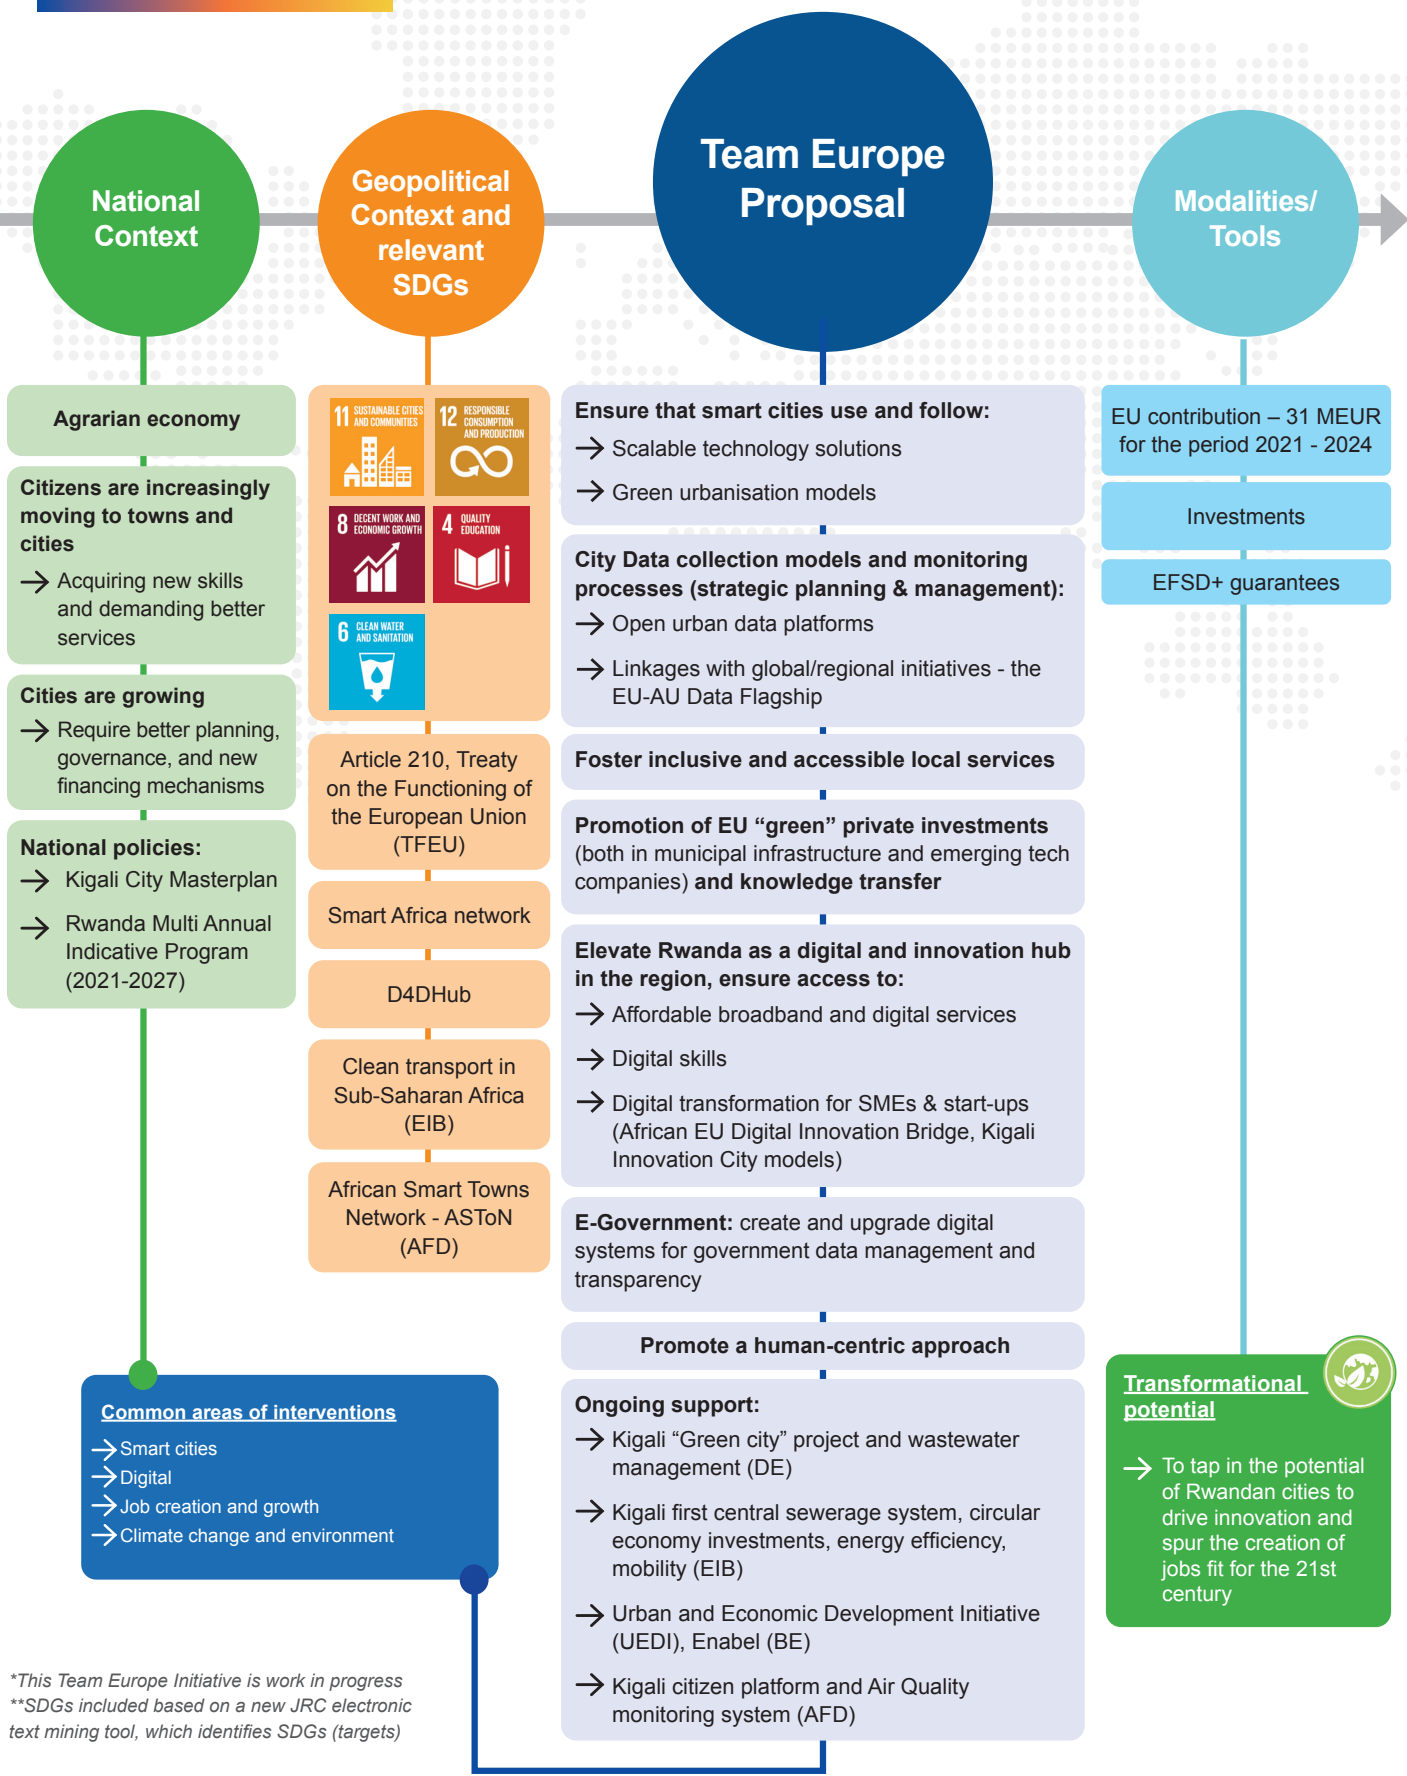 National
Context
Geopolitical
Context and
relevant
SDGs
Team Europe
Proposal
Modalities/
Tools
Agrarian economy
Citizens are increasingly
moving to towns and
cities
→ Acquiring new skills
and demanding better
services
Cities are growing
→ Require better planning,
governance, and new
financing mechanisms
National policies:
→ Kigali City Masterplan
→ Rwanda Multi Annual
Indicative Program
(2021-2027)
11 SUSTAINABLE CITIES
AND COMMUNITIES
12 RESPONSIBLE
CONSUMPTION
AND PRODUCTION
8 DECENT WORK AND
ECONOMIC GROWTH
4 QUALITY
EDUCATION
6 CLEAN WATER
AND SANITATION
Article 210, Treaty
on the Functioning of
the European Union
(TFEU)
Smart Africa network
D4DHub
Clean transport in
Sub-Saharan Africa
(EIB)
African Smart Towns
Network - ASToN
(AFD)
Ensure that smart cities use and follow:
→ Scalable technology solutions
→ Green urbanisation models
City Data collection models and monitoring
processes (strategic planning & management):
→ Open urban data platforms
→ Linkages with global/regional initiatives - the
EU-AU Data Flagship
Foster inclusive and accessible local services
Promotion of EU “green” private investments
(both in municipal infrastructure and emerging tech
companies) and knowledge transfer
Elevate Rwanda as a digital and innovation hub
in the region, ensure access to:
→ Affordable broadband and digital services
→ Digital skills
→ Digital transformation for SMEs & start-ups
(African EU Digital Innovation Bridge, Kigali
Innovation City models)
E-Government: create and upgrade digital
systems for government data management and
transparency
Promote a human-centric approach
Ongoing support:
→ Kigali “Green city” project and wastewater
management (DE)
→ Kigali first central sewerage system, circular
economy investments, energy efficiency,
mobility (EIB)
→ Urban and Economic Development Initiative
(UEDI), Enabel (BE)
→ Kigali citizen platform and Air Quality
monitoring system (AFD)
EU contribution – 31 MEUR
for the period 2021 - 2024
Investments
EFSD+ guarantees
Transformational
potential
→ To tap in the potential
of Rwandan cities to
drive innovation and
spur the creation of
jobs fit for the 21st
century
Common areas of interventions
→ Smart cities
→ Digital
→ Job creation and growth
→ Climate change and environment
*This Team Europe Initiative is work in progress
**SDGs included based on a new JRC electronic
text mining tool, which identifies SDGs (targets)